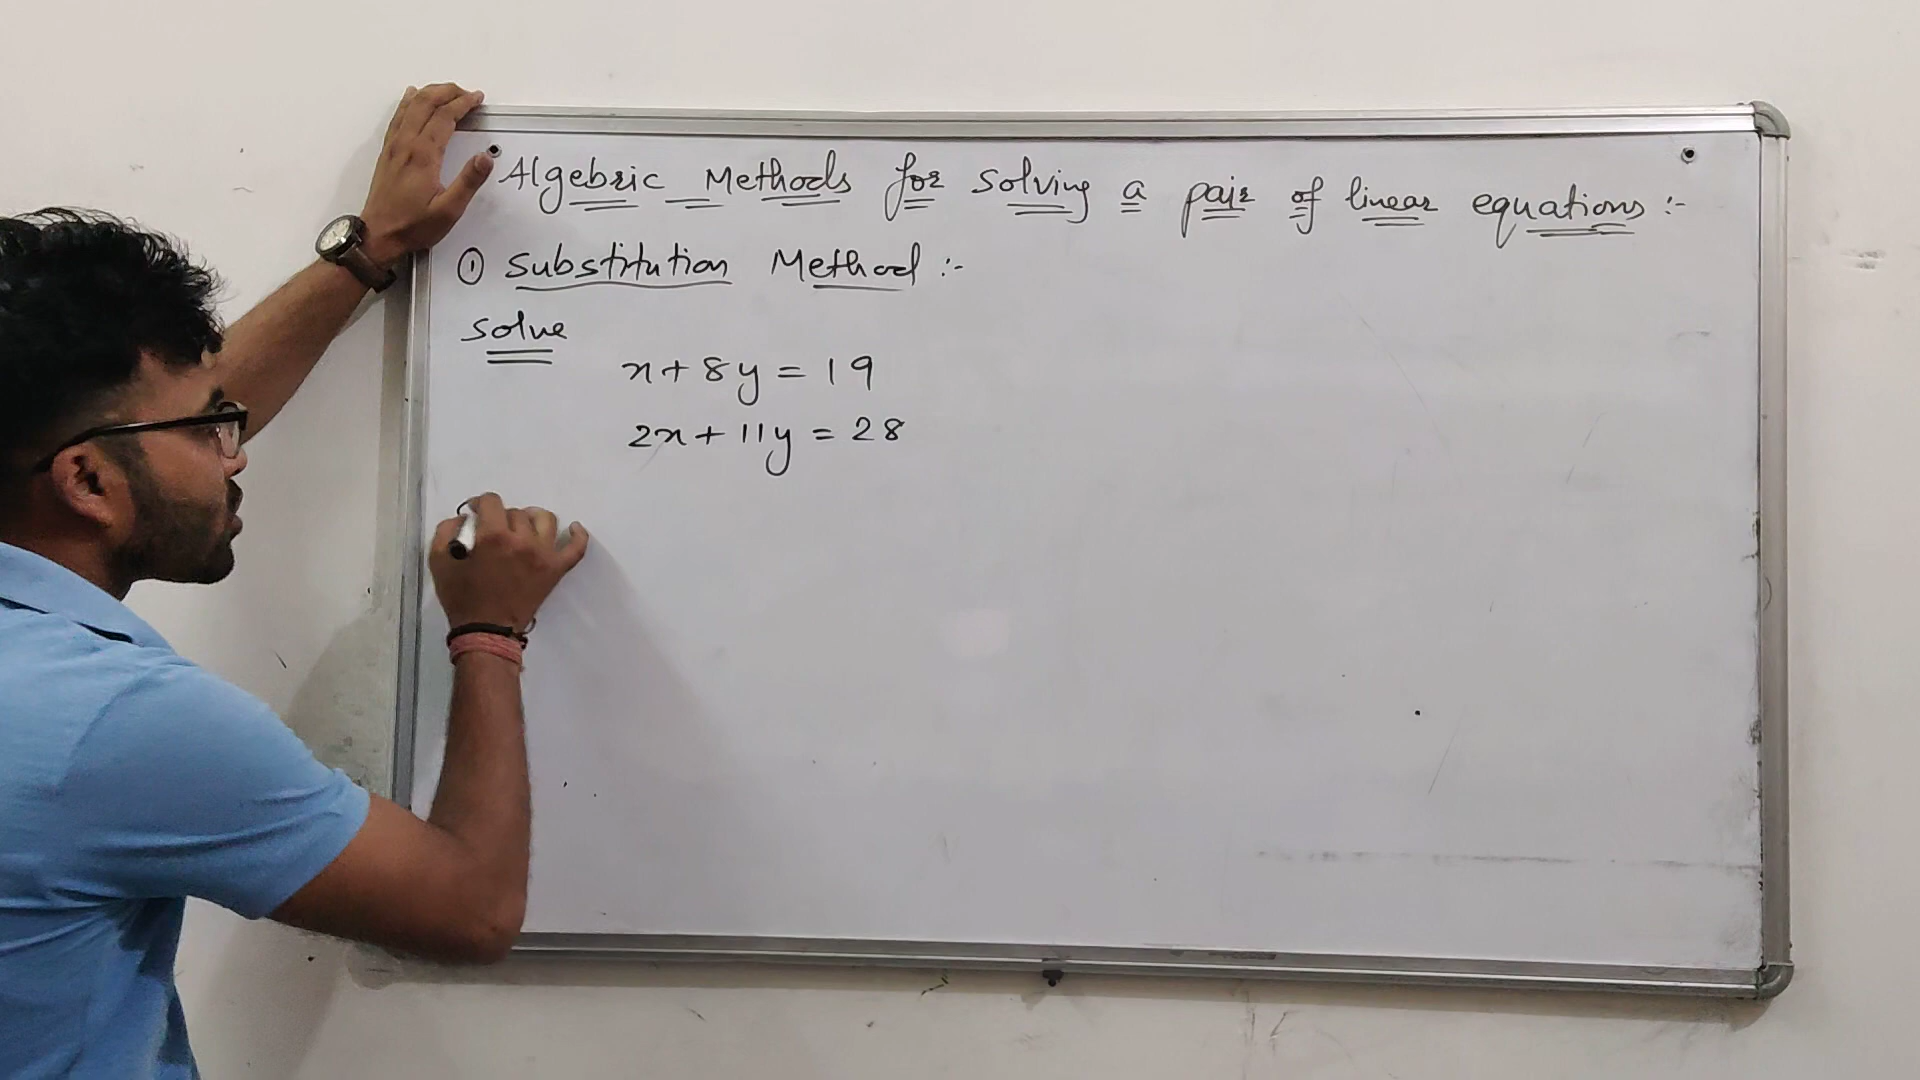 Algebric Methods for solving a pair of linear equations :-
① Substitution Method :-
Solve
x + 8y = 19
2x + 11y = 28